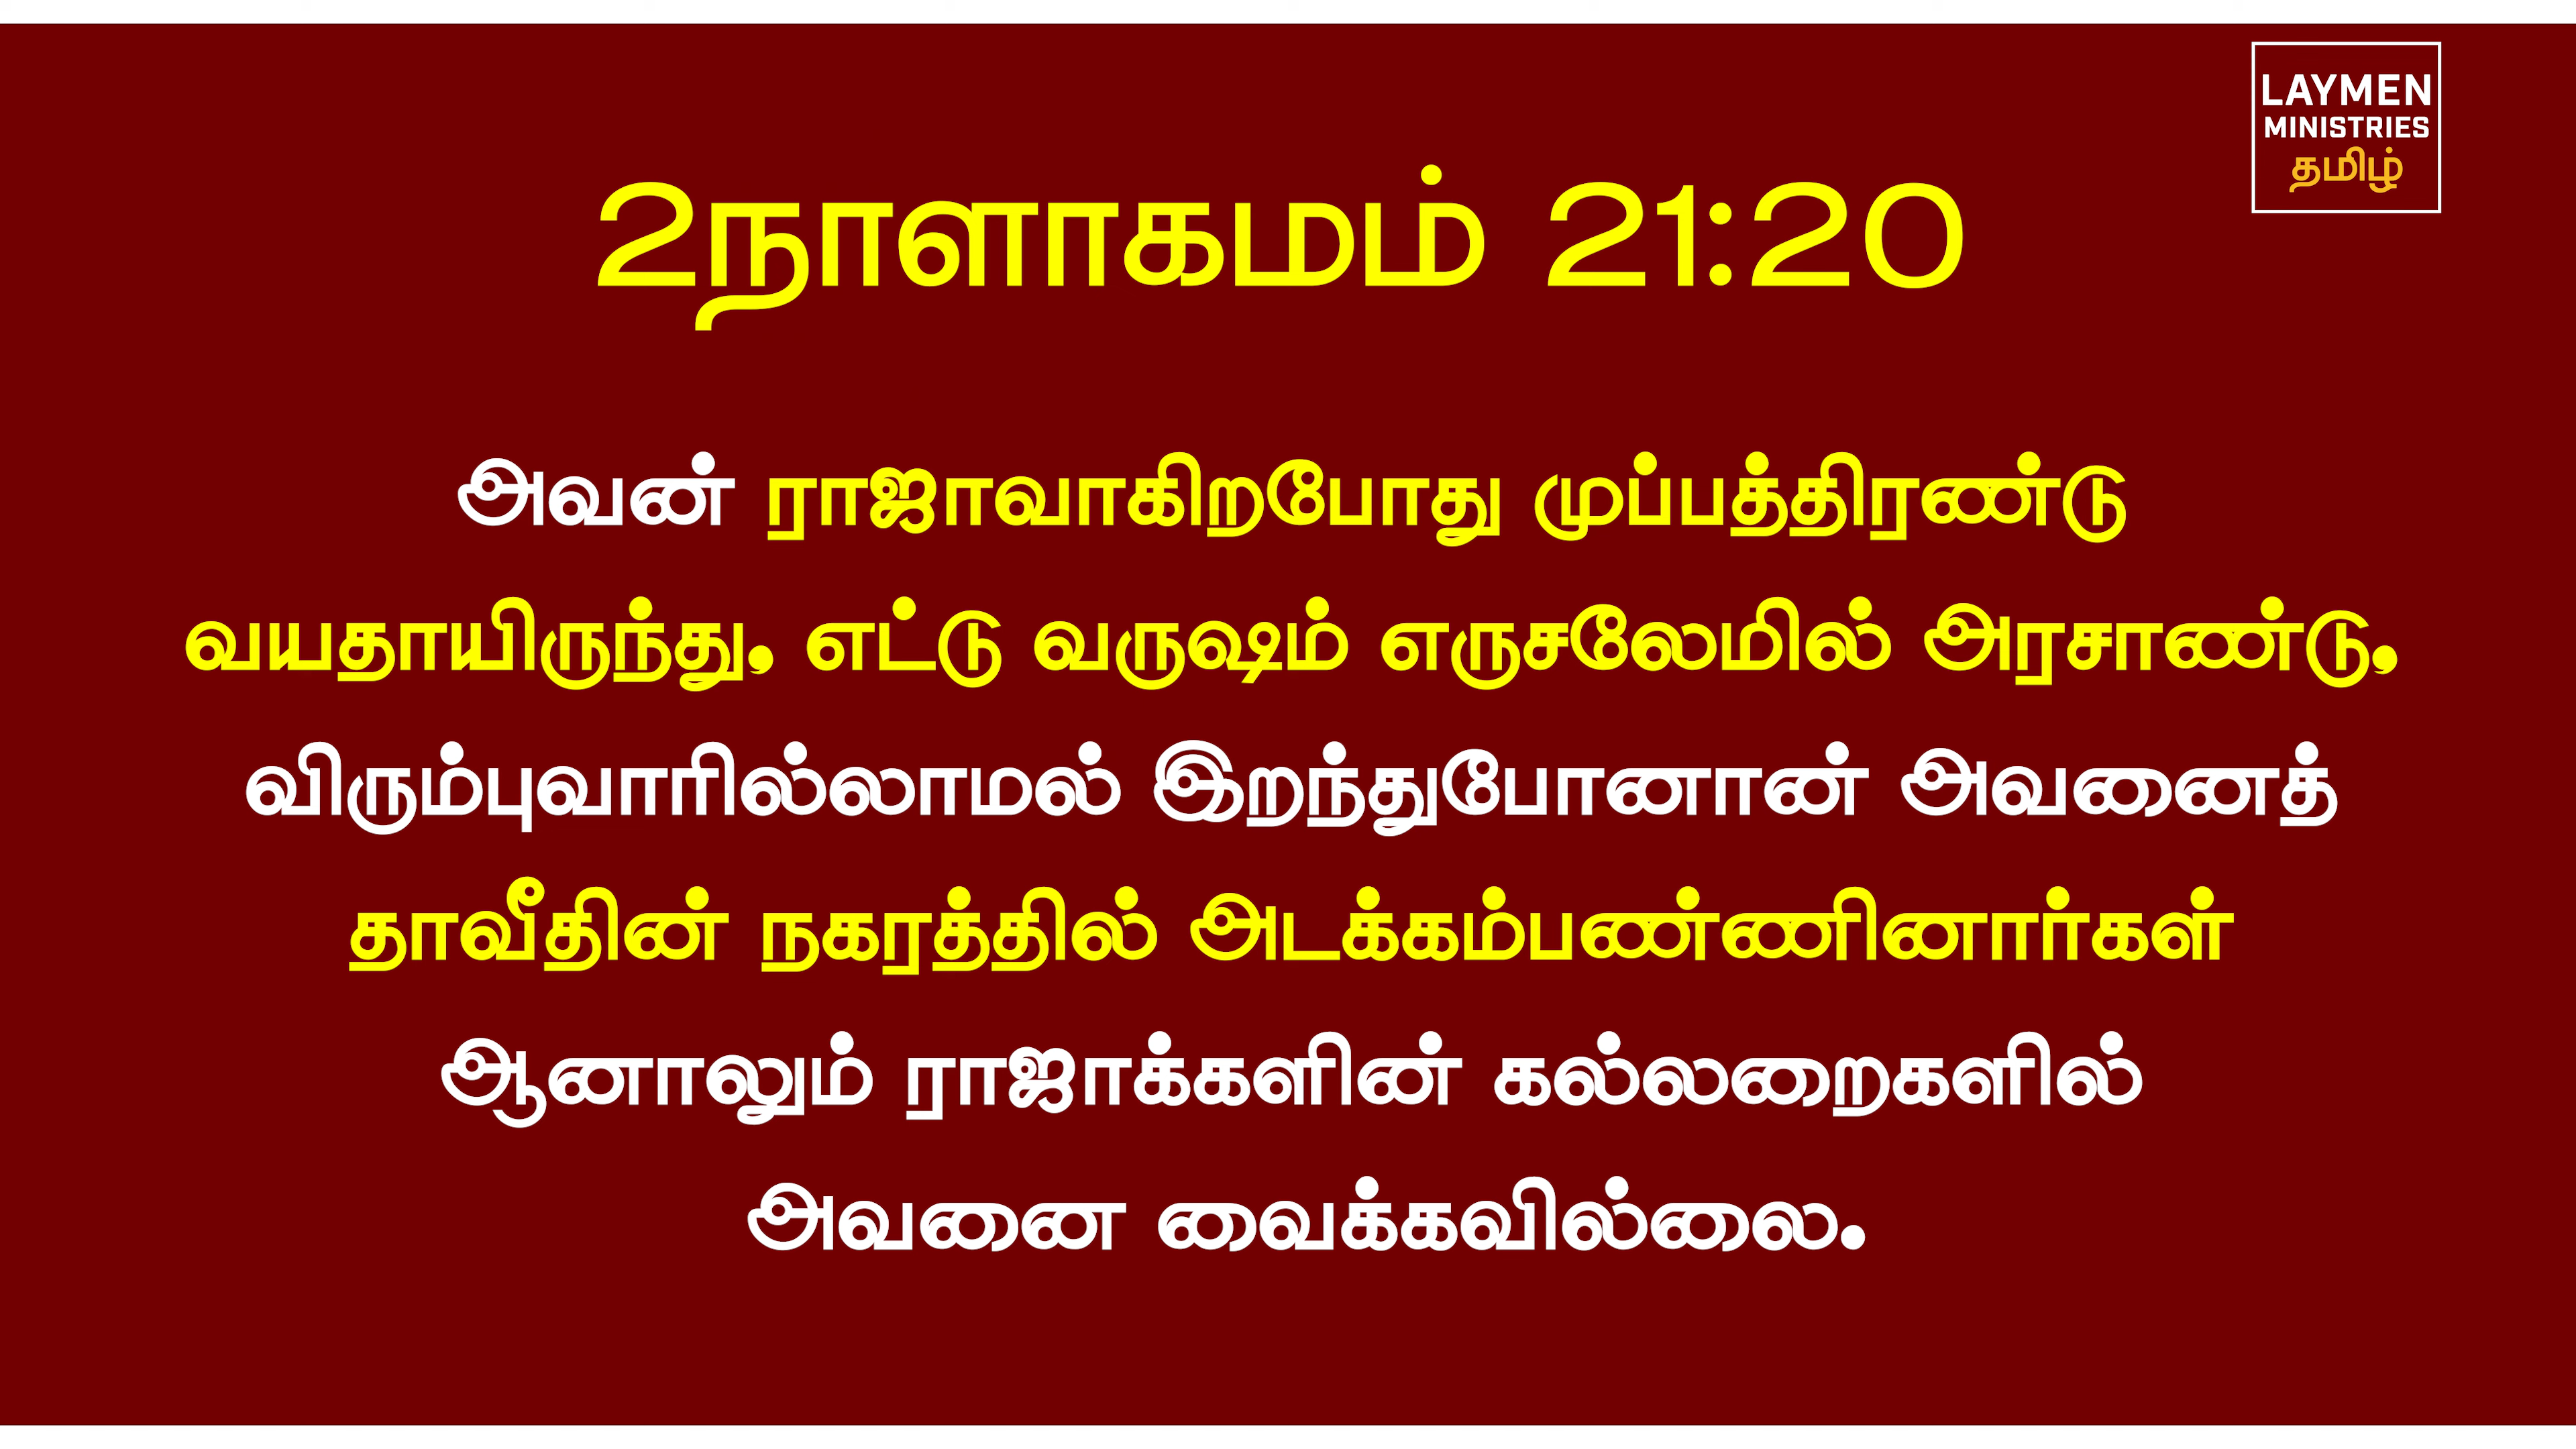 LAYMEN
MINISTRIES
தமிழ்
2நாளாகமம் 21:20
அவன் ராஜாவாகிறபோது முப்பத்திரண்டு
வயதாயிருந்து, எட்டு வருஷம் எருசலேமில் அரசாண்டு,
விரும்புவாரில்லாமல் இறந்துபோனான் அவனைத்
தாவீதின் நகரத்தில் அடக்கம்பண்ணினார்கள்
ஆனாலும் ராஜாக்களின் கல்லறைகளில்
அவனை வைக்கவில்லை.